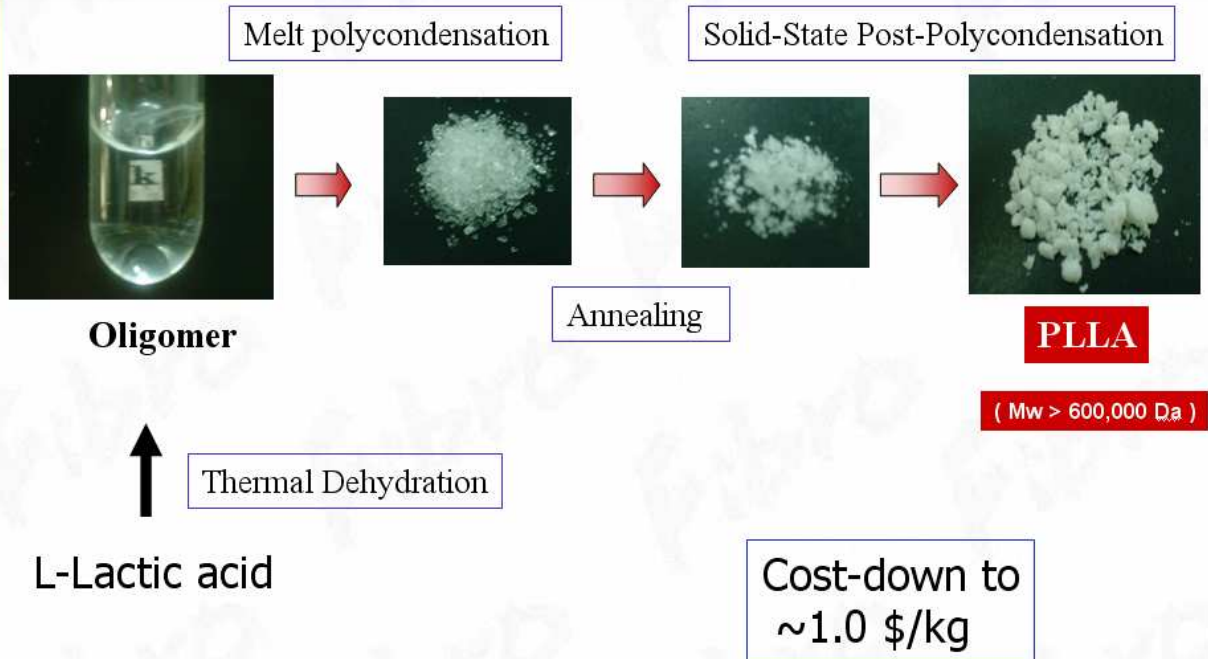 Melt polycondensation
Solid-State Post-Polycondensation
k
Oligomer
Annealing
PLLA
( Mw > 600,000 Da )
Thermal Dehydration
L-Lactic acid
Cost-down to
~1.0 $/kg